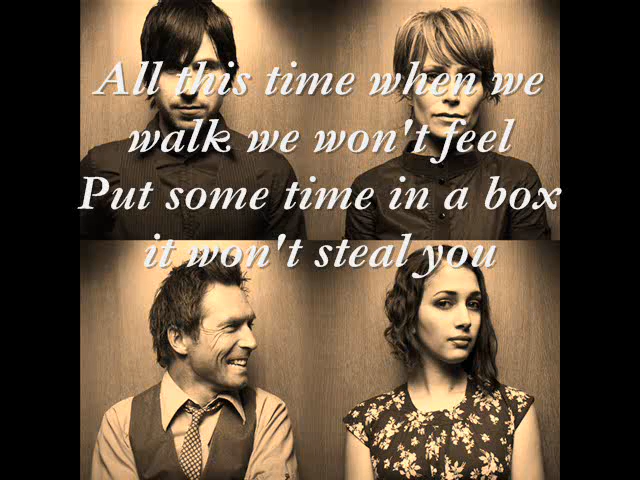 All this time when we
walk we won't feel
Put some time in a box
it won't steal you